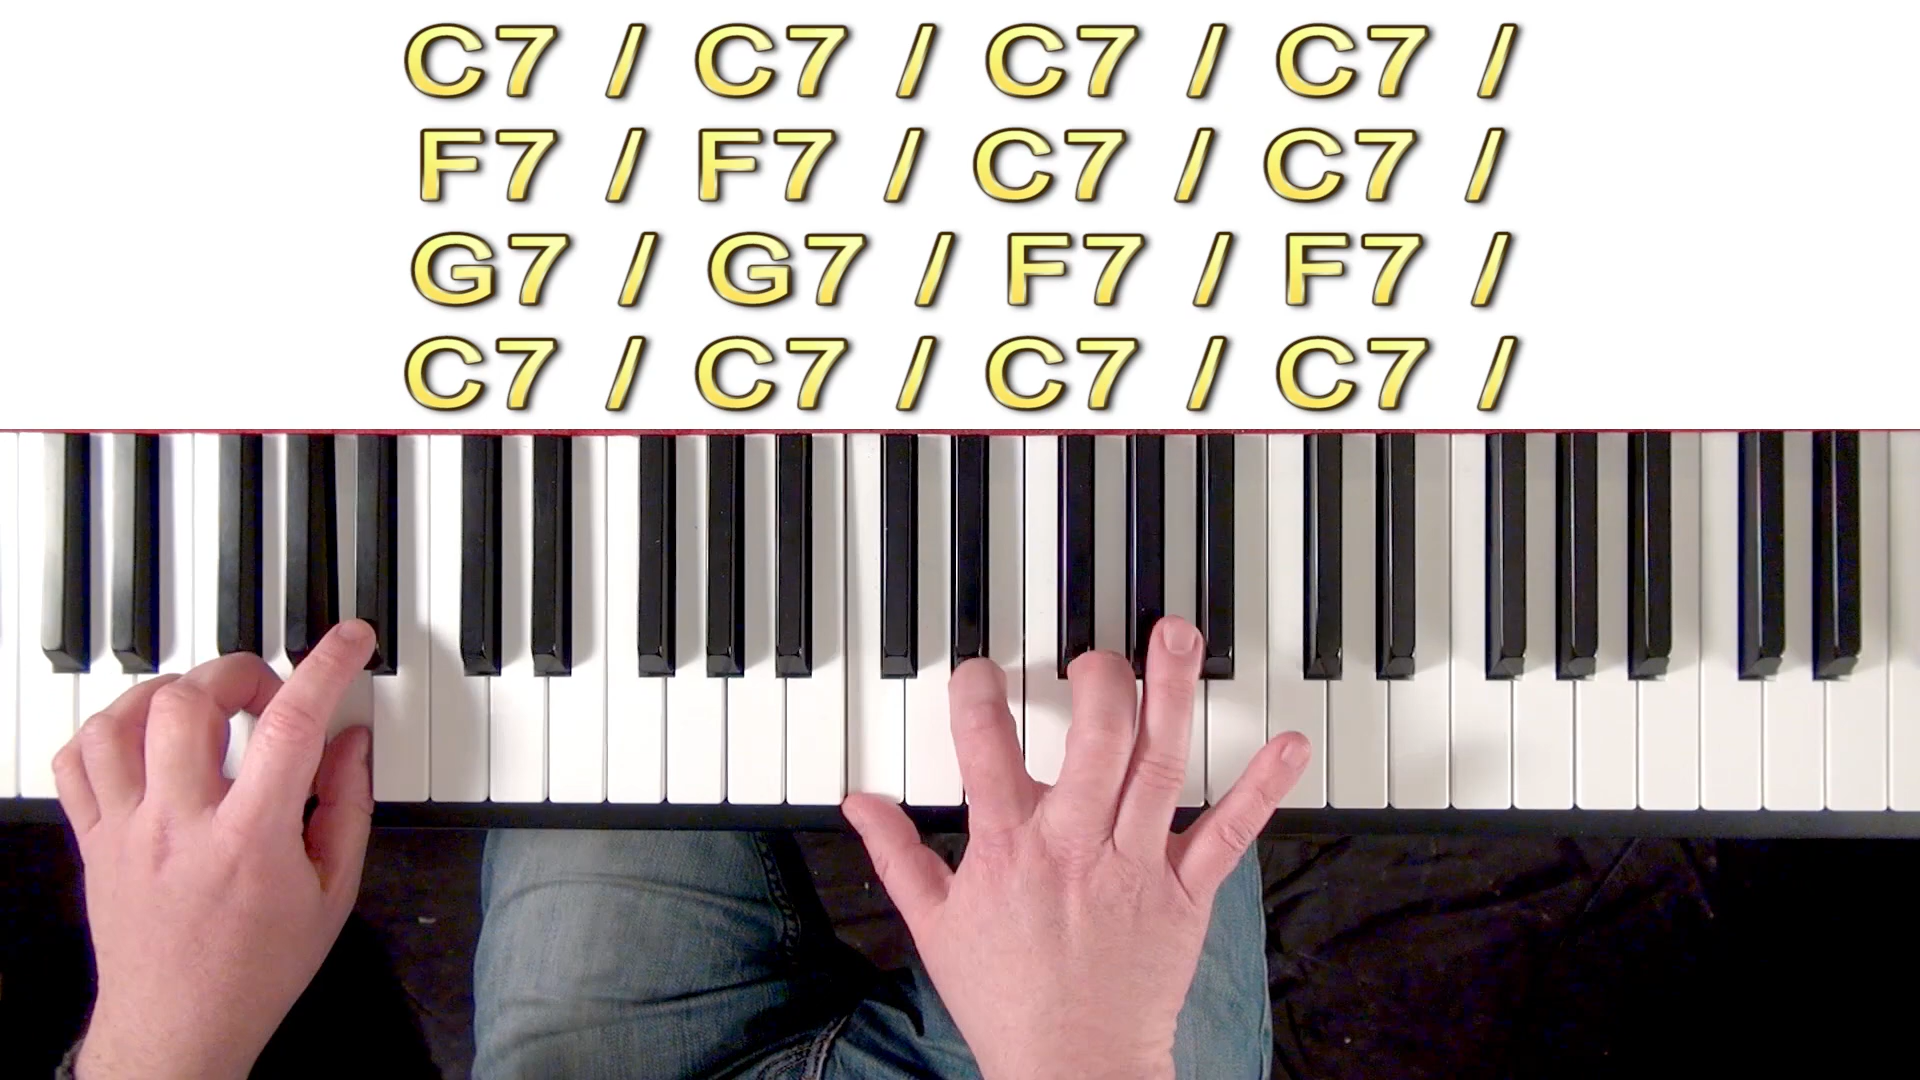 C7 / C7 / C7 / C7 /
F7 / F7 / C7 / C7 /
G7 / G7 / F7 / F7 /
C7 / C7 / C7 / C7 /